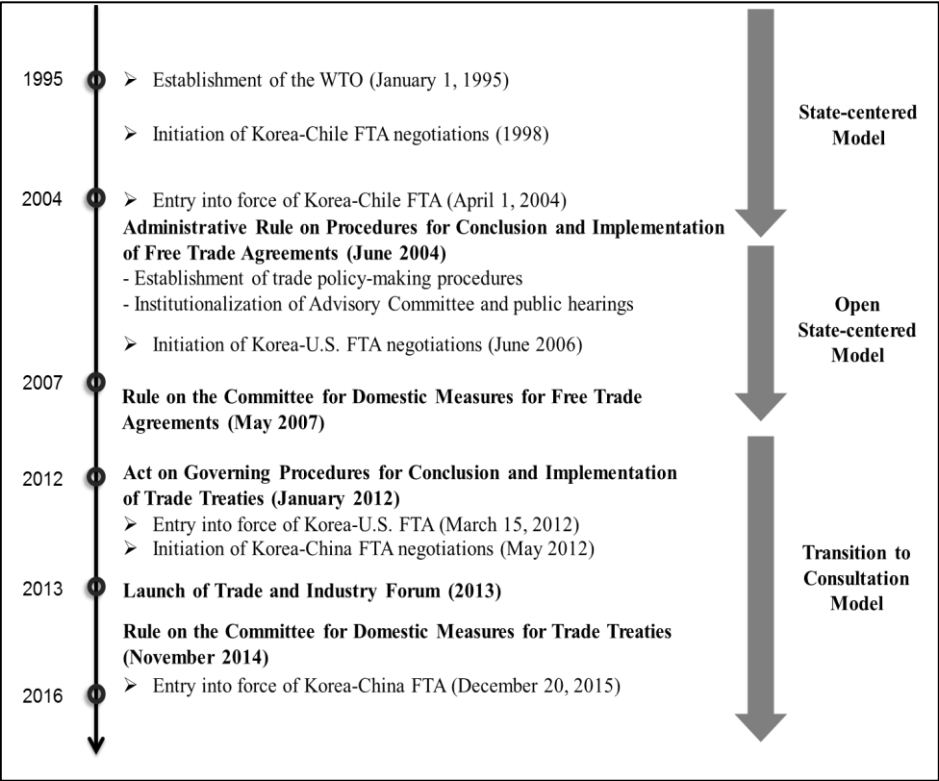 1995
➢ Establishment of the WTO (January 1, 1995)
➢ Initiation of Korea-Chile FTA negotiations (1998)
State-centered
Model
2004
➢ Entry into force of Korea-Chile FTA (April 1, 2004)
Administrative Rule on Procedures for Conclusion and Implementation
of Free Trade Agreements (June 2004)
- Establishment of trade policy-making procedures
- Institutionalization of Advisory Committee and public hearings
➢ Initiation of Korea-U.S. FTA negotiations (June 2006)
Open
State-centered
Model
2007
Rule on the Committee for Domestic Measures for Free Trade
Agreements (May 2007)
2012
Act on Governing Procedures for Conclusion and Implementation
of Trade Treaties (January 2012)
➢ Entry into force of Korea-U.S. FTA (March 15, 2012)
➢ Initiation of Korea-China FTA negotiations (May 2012)
Transition to
Consultation
Model
2013
Launch of Trade and Industry Forum (2013)
Rule on the Committee for Domestic Measures for Trade Treaties
(November 2014)
➢ Entry into force of Korea-China FTA (December 20, 2015)
2016